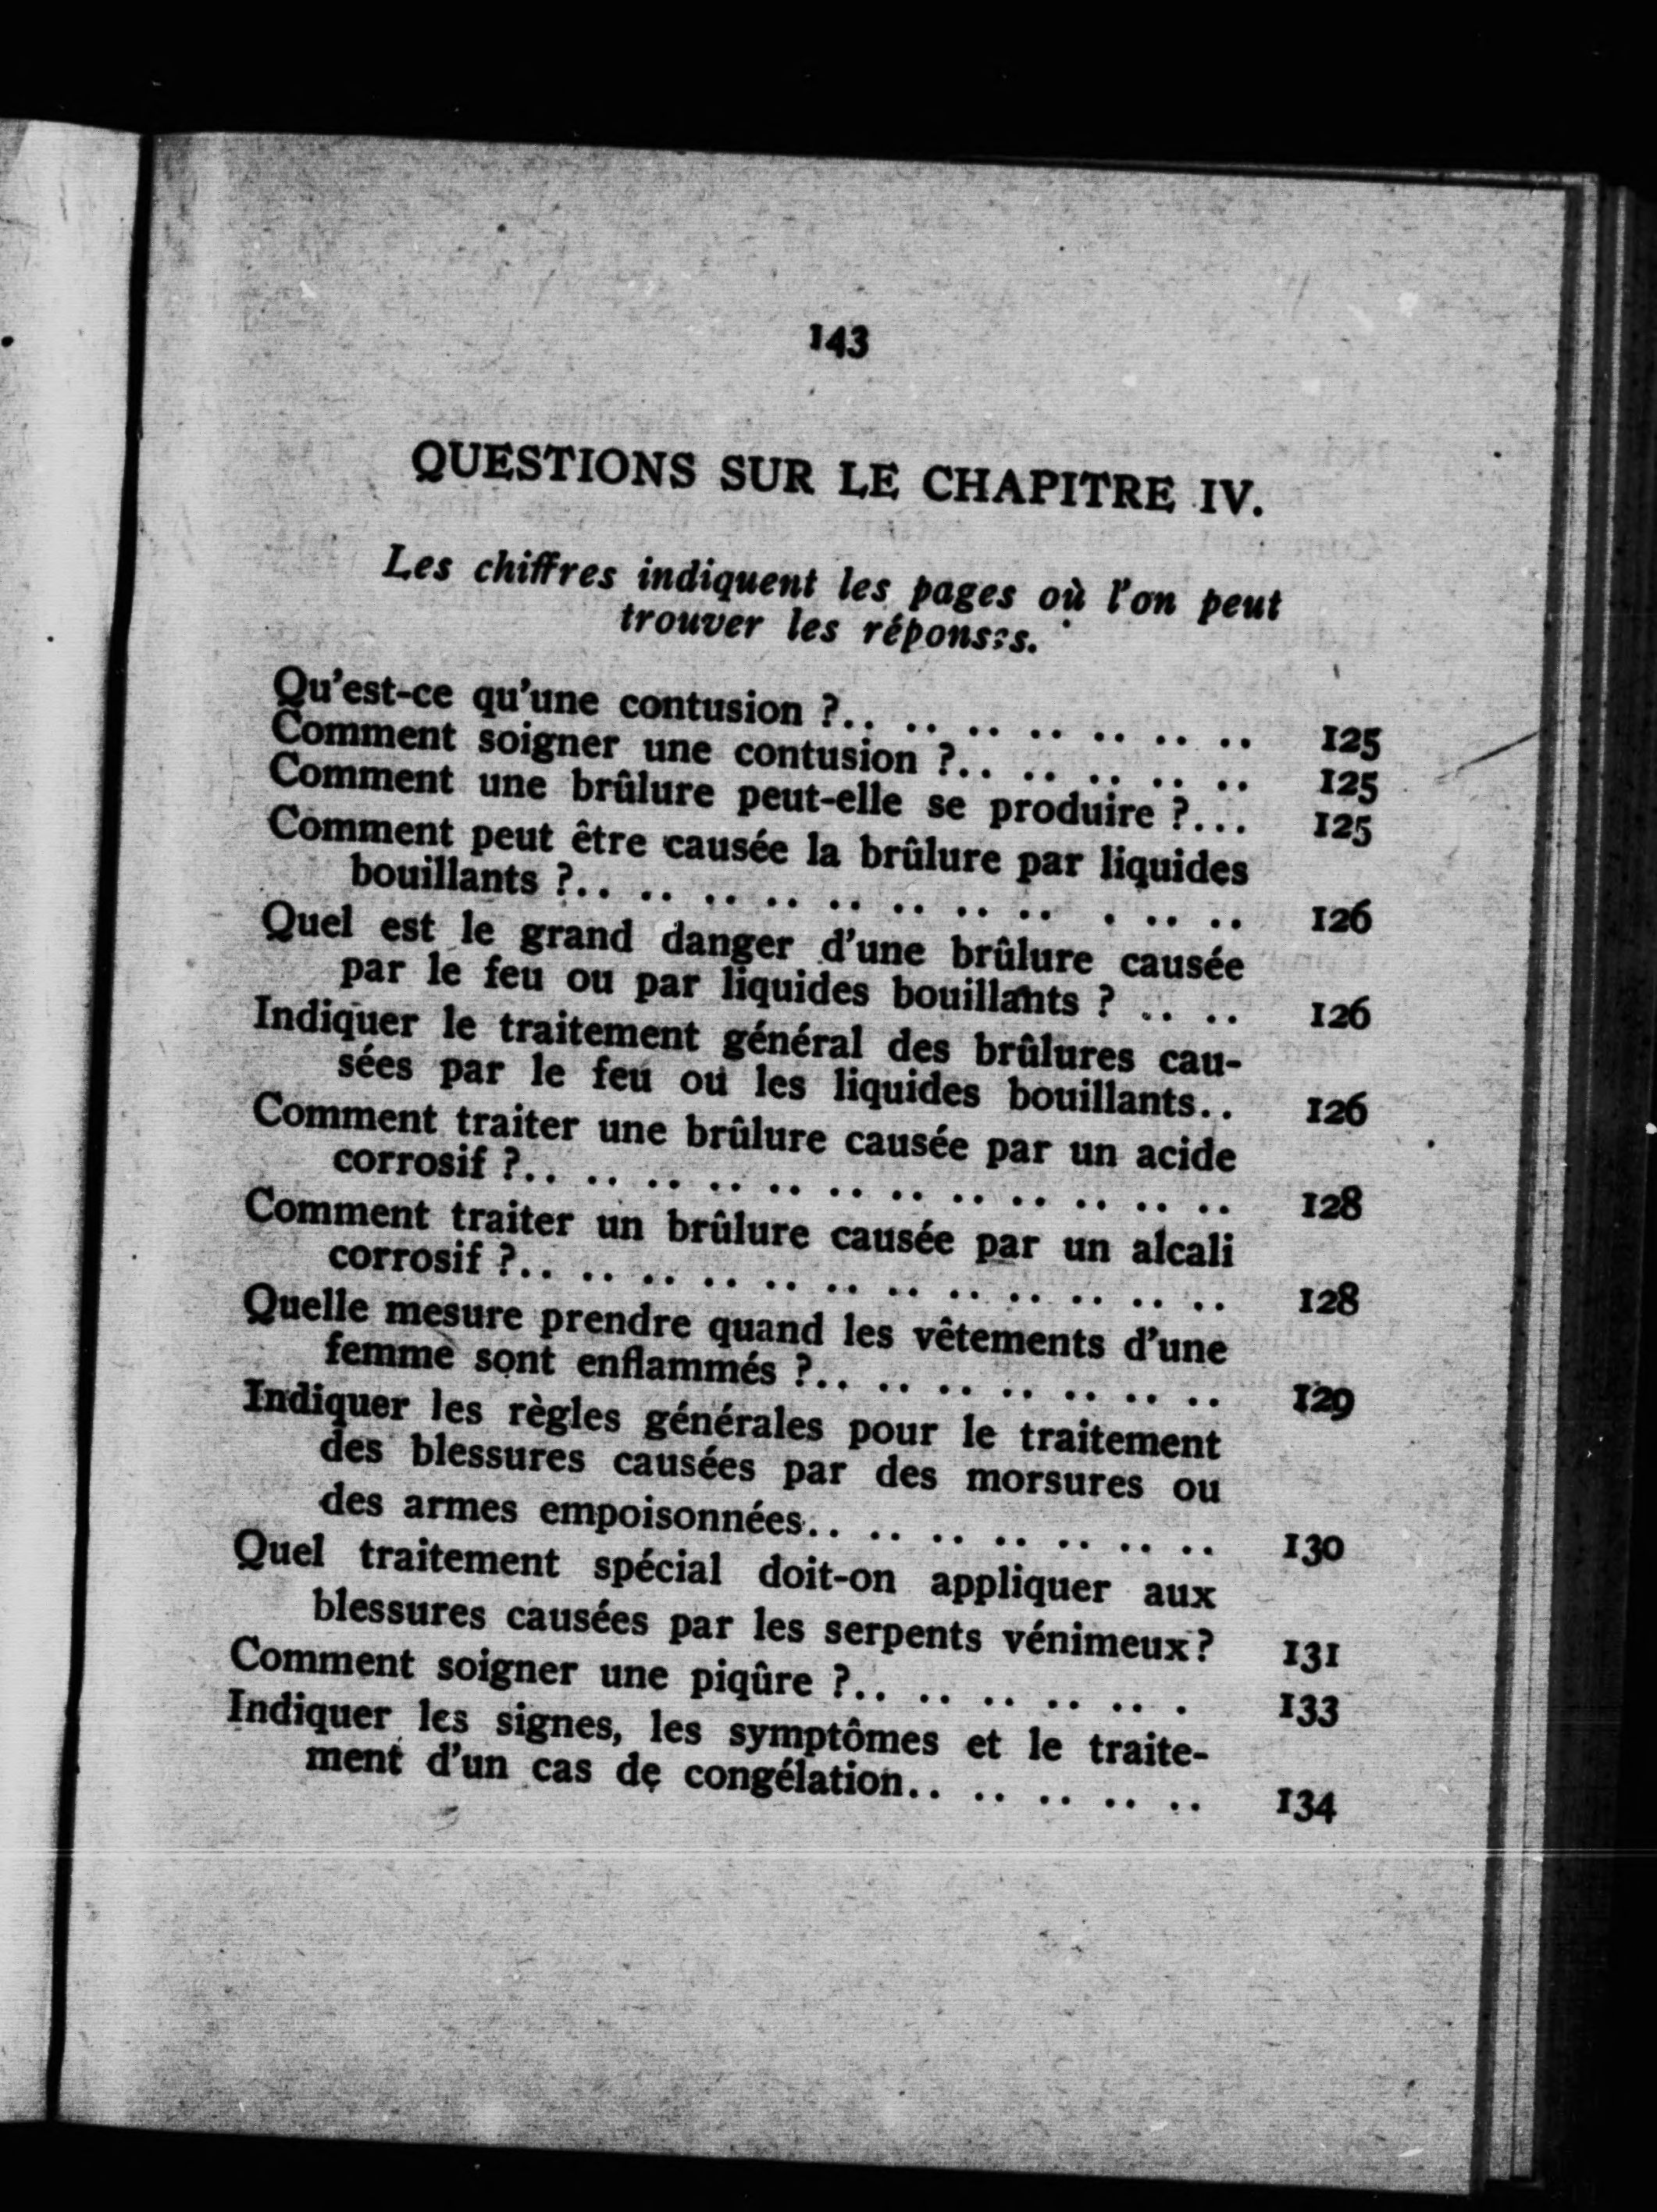 143
QUESTIONS SUR LE CHAPITRE IV.
Les chiffres indiquent les pages où l'on peut
trouver les réponses.
Qu'est-ce qu'une contusion ?.. .. .. .. .. .. .. 125
Comment soigner une contusion ?.. .. .. .. .. 125
Comment une brûlure peut-elle se produire ?... 125
Comment peut être causée la brûlure par liquides
bouillants ?.. .. .. .. .. .. .. .. . .. .. 126
Quel est le grand danger d'une brûlure causée
par le feu ou par liquides bouillants ? .. .. 126
Indiquer le traitement général des brûlures cau-
sées par le feu ou les liquides bouillants.. 126
Comment traiter une brûlure causée par un acide
corrosif ?.. .. .. .. .. .. .. .. .. .. .. .. 128
Comment traiter un brûlure causée par un alcali
corrosif ?.. .. .. .. .. .. .. .. .. .. .. .. 128
Quelle mesure prendre quand les vêtements d'une
femme sont enflammés ?.. .. .. .. .. .. .. 129
Indiquer les règles générales pour le traitement
des blessures causées par des morsures ou
des armes empoisonnées.. .. .. .. .. .. .. 130
Quel traitement spécial doit-on appliquer aux
blessures causées par les serpents vénimeux? 131
Comment soigner une piqûre ?.. .. .. .. .. . 133
Indiquer les signes, les symptômes et le traite-
ment d'un cas de congélation.. .. .. .. .. 134